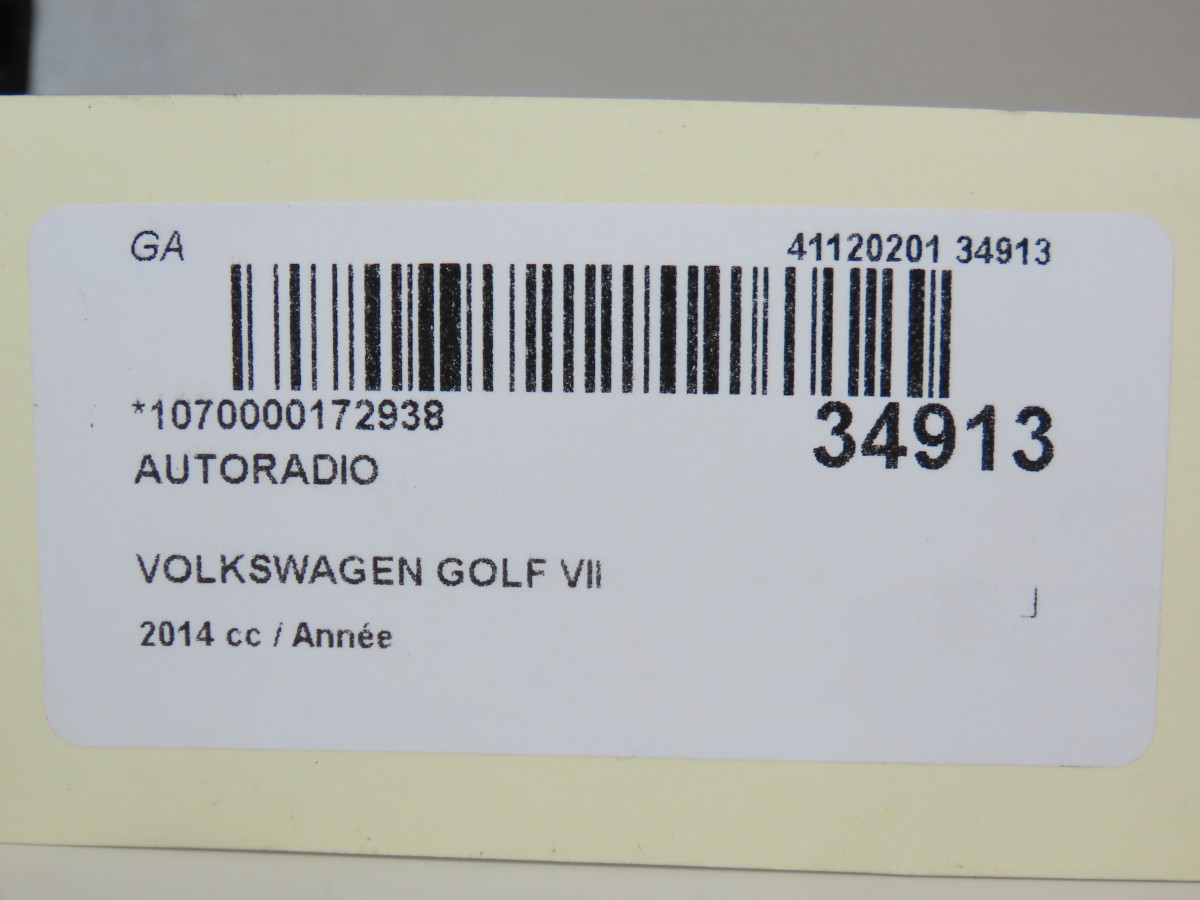 GA 41120201 34913
*1070000172938 34913
AUTORADIO
VOLKSWAGEN GOLF VII
2014 cc / Année